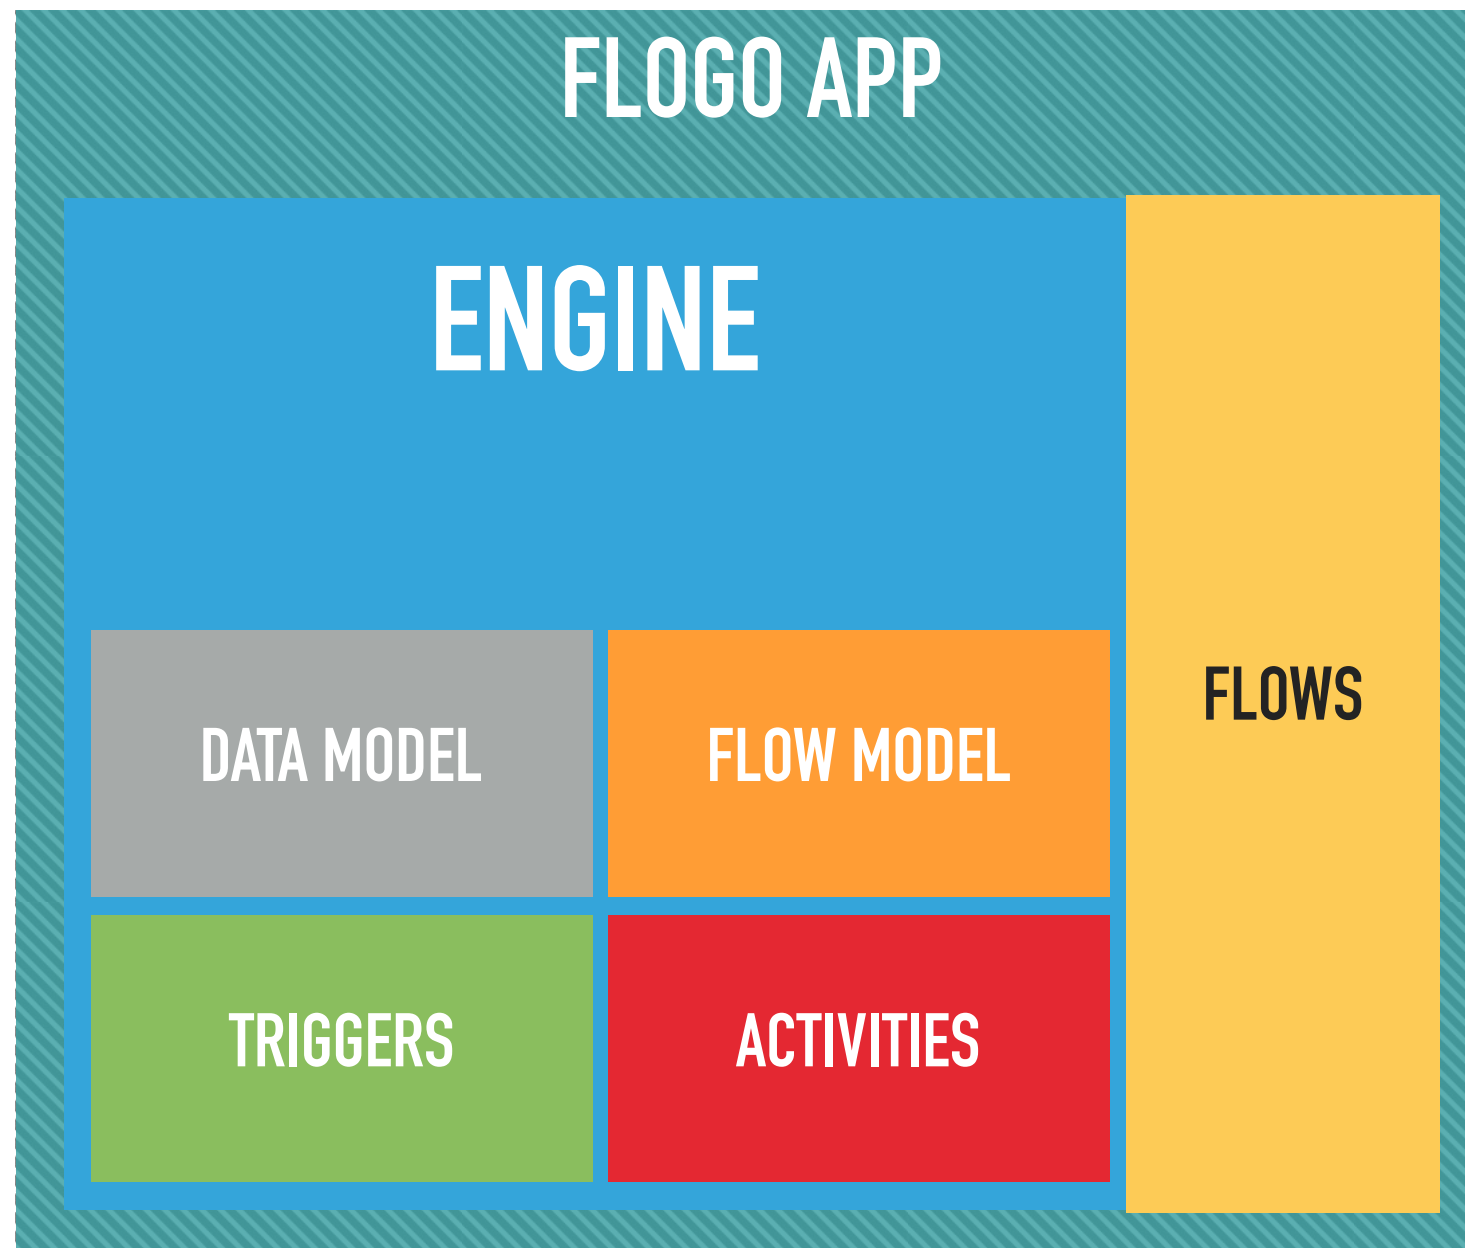 FLOGO APP
ENGINE
DATA MODEL
FLOW MODEL
FLOWS
TRIGGERS
ACTIVITIES